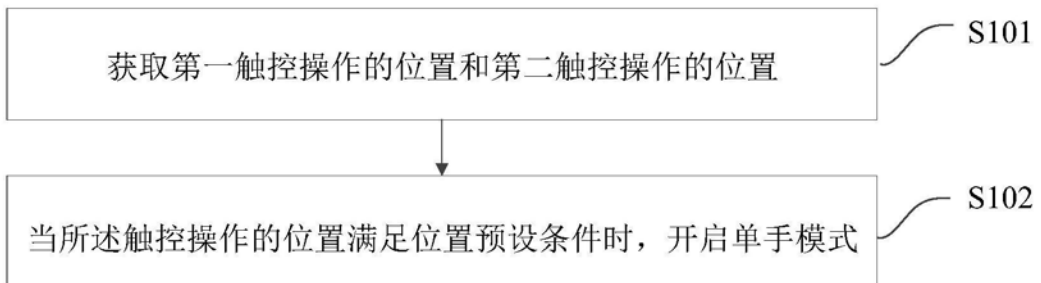 获取第一触控操作的位置和第二触控操作的位置
S101
当所述触控操作的位置满足位置预设条件时，开启单手模式
S102